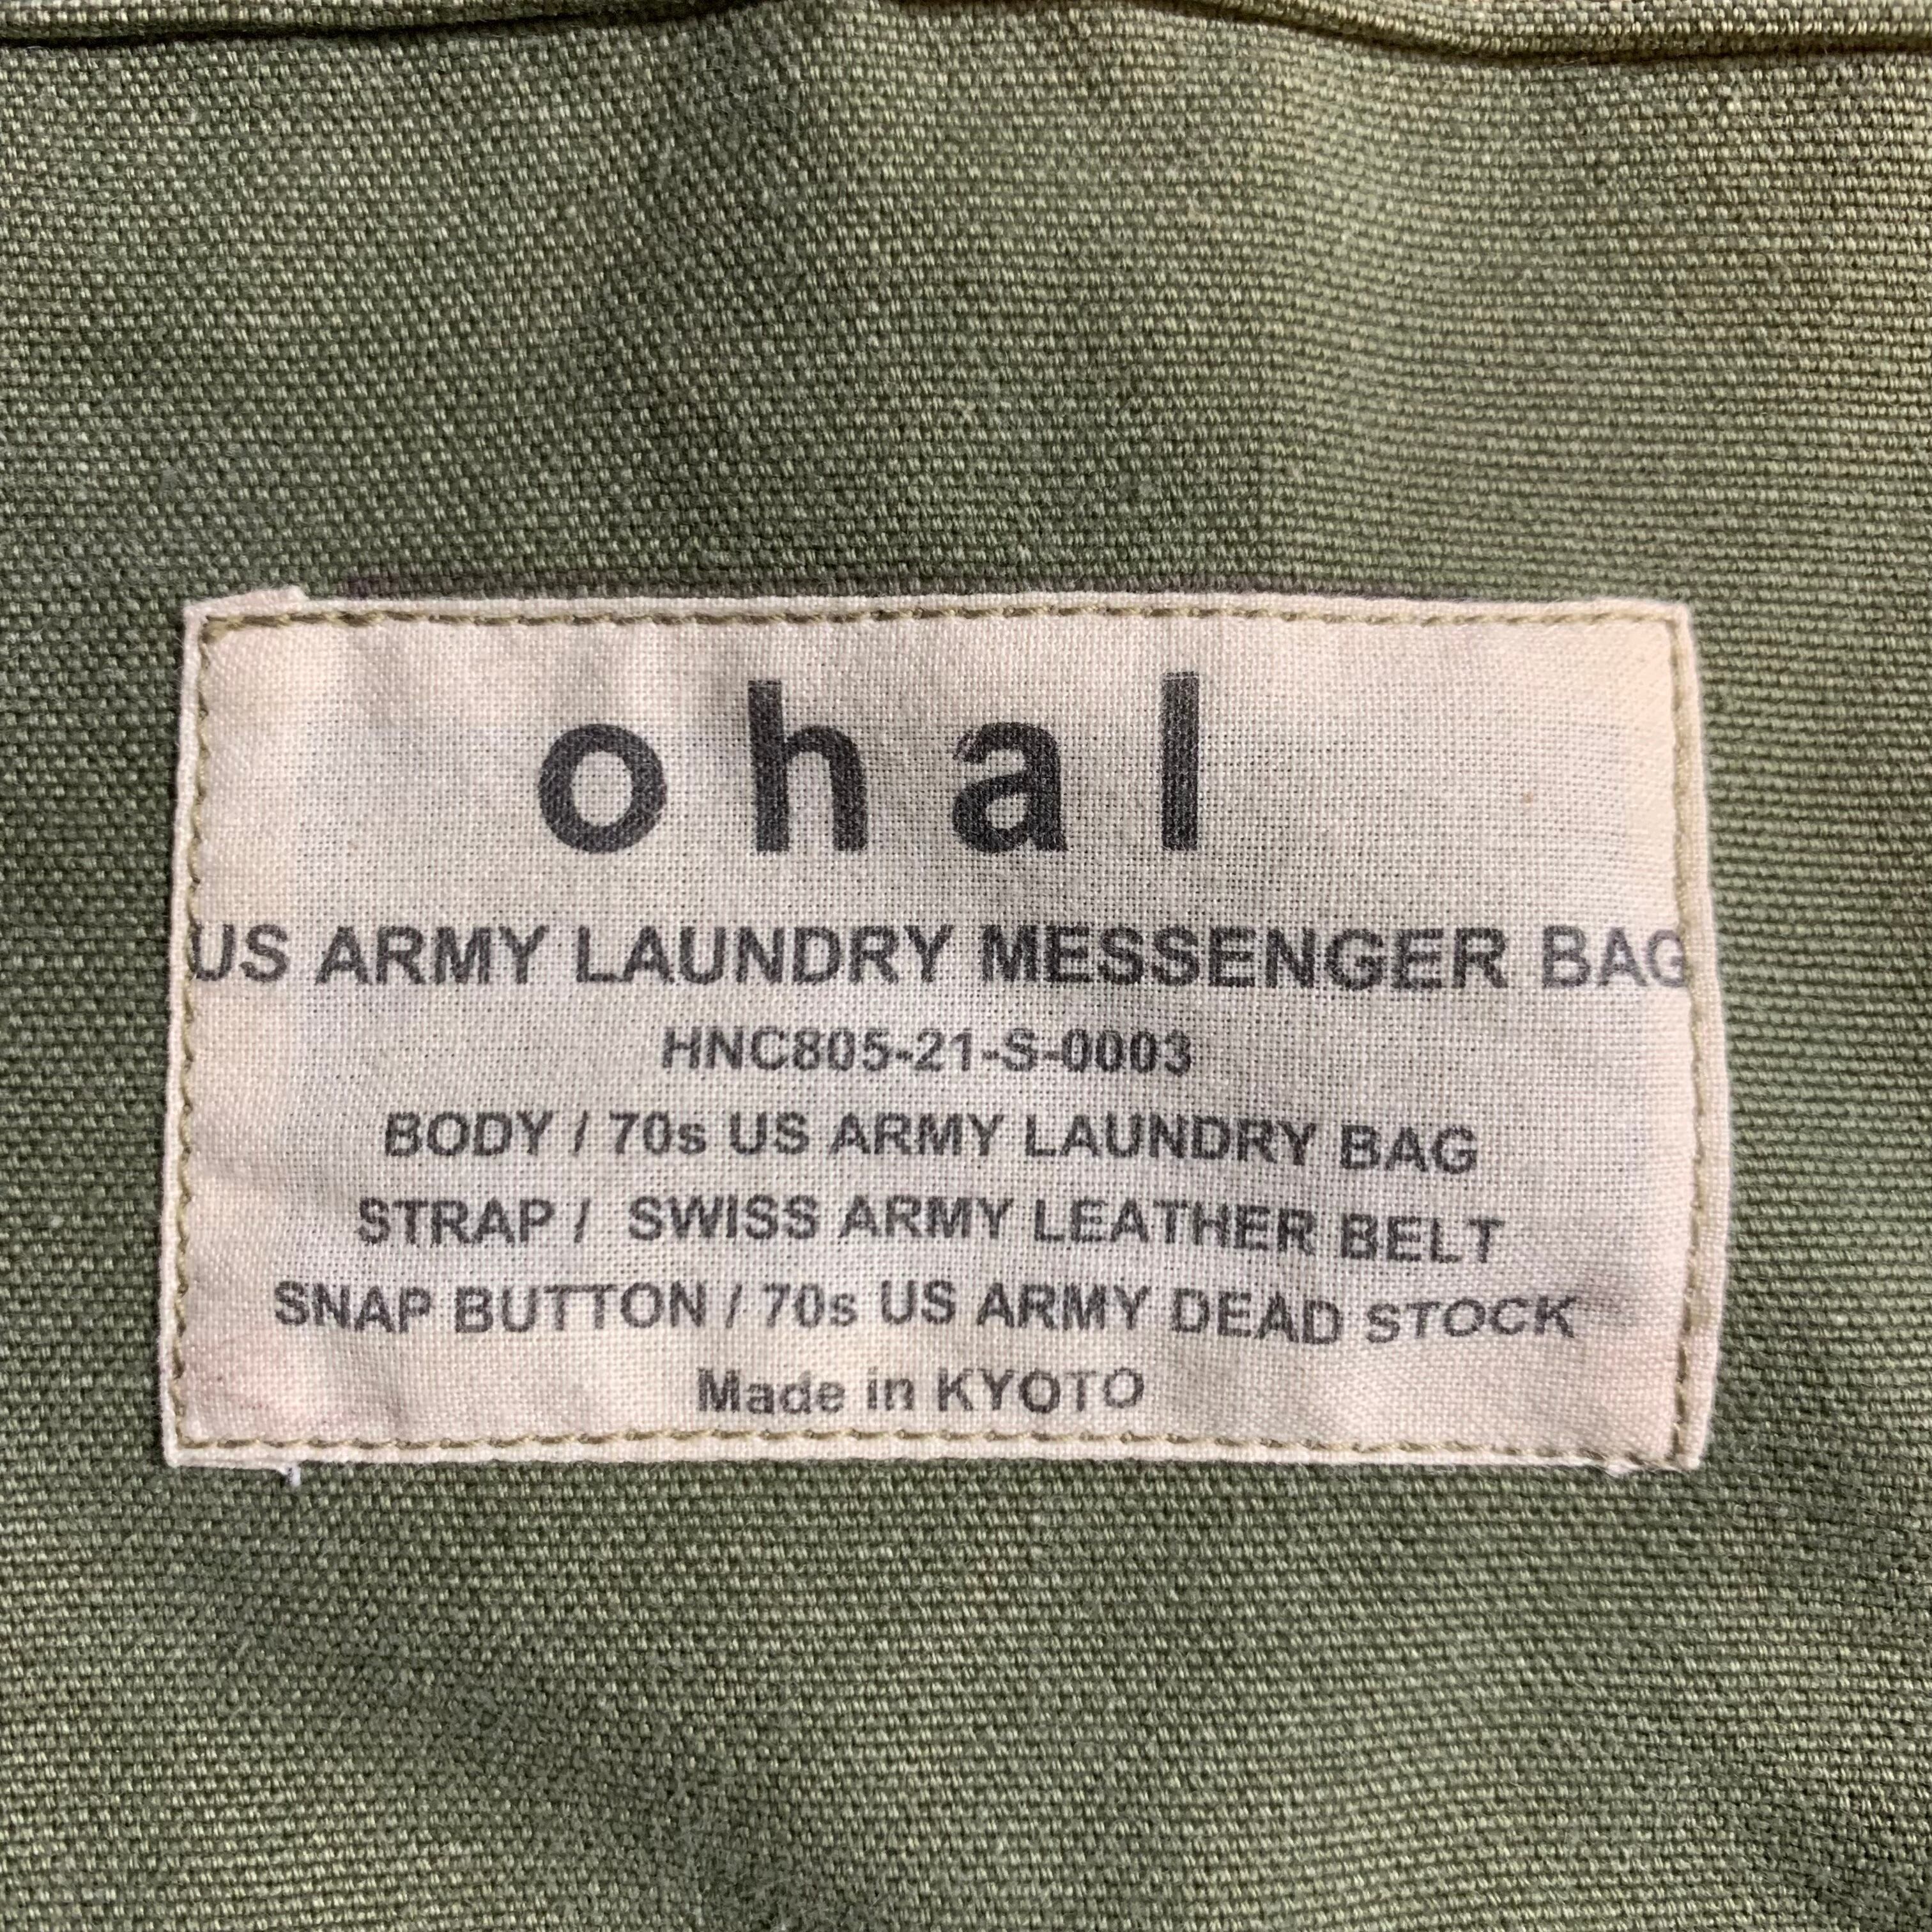 ohal
US ARMY LAUNDRY MESSENGER BAG
HNC805-21-S-0003
BODY / 70s US ARMY LAUNDRY BAG
STRAP / SWISS ARMY LEATHER BELT
SNAP BUTTON / 70s US ARMY DEAD STOCK
Made in KYOTO